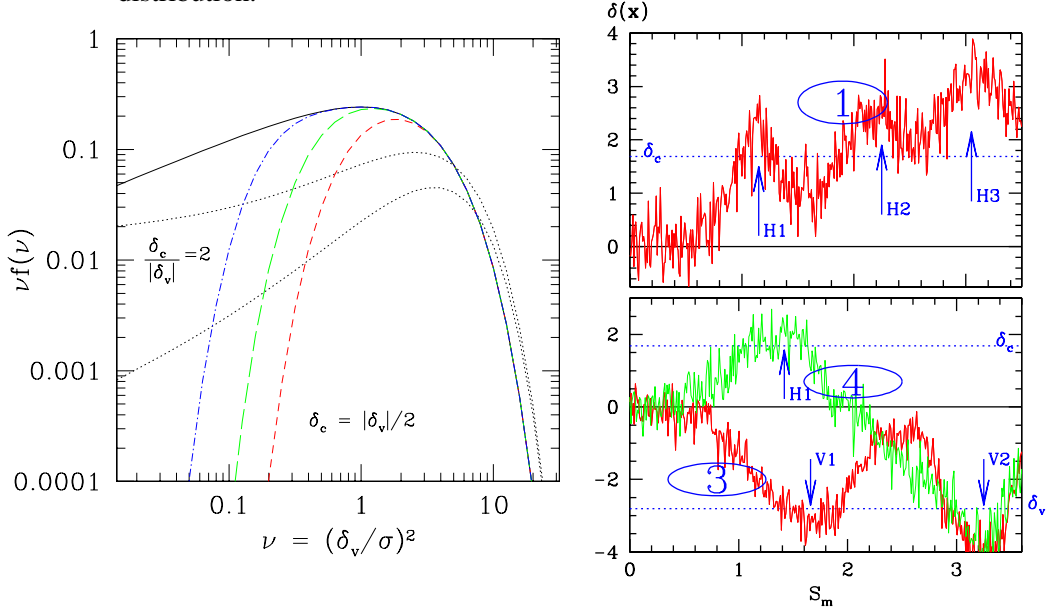 distribution.
1
0.1
0.01
0.001
0.0001
νf(ν)
δc/|δv| =2
δc = |δv|/2
0.1
1
10
ν = (δv/σ)²
δ(x)
4
3
2
1
0
δc
1
H1
H2
H3
2
0
-2
-4
δc
H1
4
3
V1
V2
δv
0
1
2
3
Sm